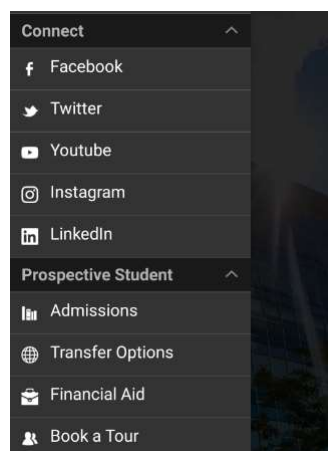 Connect
Facebook
Twitter
Youtube
Instagram
LinkedIn
Prospective Student
Admissions
Transfer Options
Financial Aid
Book a Tour